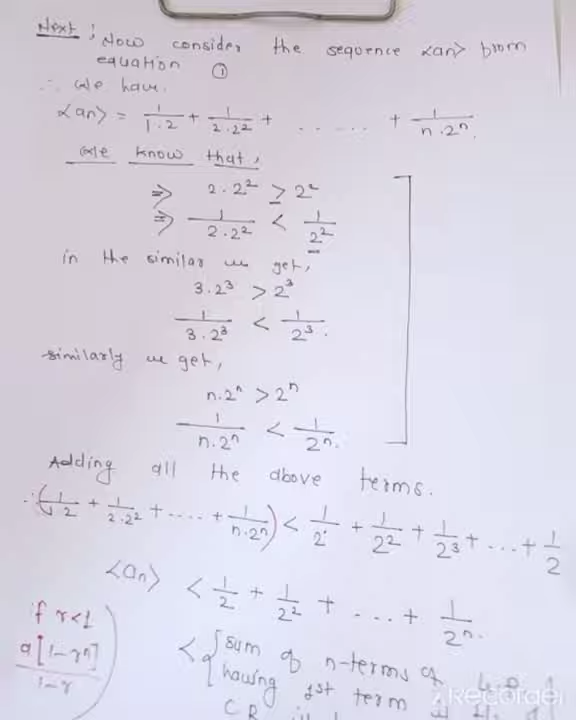 Next; Now consider the sequence <an> from
equation ①
∴ we have.
<an> = 1/1·2 + 1/2·2² + ..... + 1/n·2ⁿ.
We know that,
⇒ 2·2² ≥ 2²
⇒ 1/2·2² < 1/2²
in the similar we get,
3·2³ > 2³
1/3·2³ < 1/2³.
similarly we get,
n·2ⁿ > 2ⁿ
1/n·2ⁿ < 1/2ⁿ.
Adding all the above terms.
∴ (1/1·2 + 1/2·2² + .... + 1/n·2ⁿ) < 1/2 + 1/2² + 1/2³ + ... + 1/2
<an> < 1/2 + 1/2² + ... + 1/2ⁿ.
if r<1
a[1-rⁿ]/1-r
< { sum of n-terms of
having 1st term
C.R